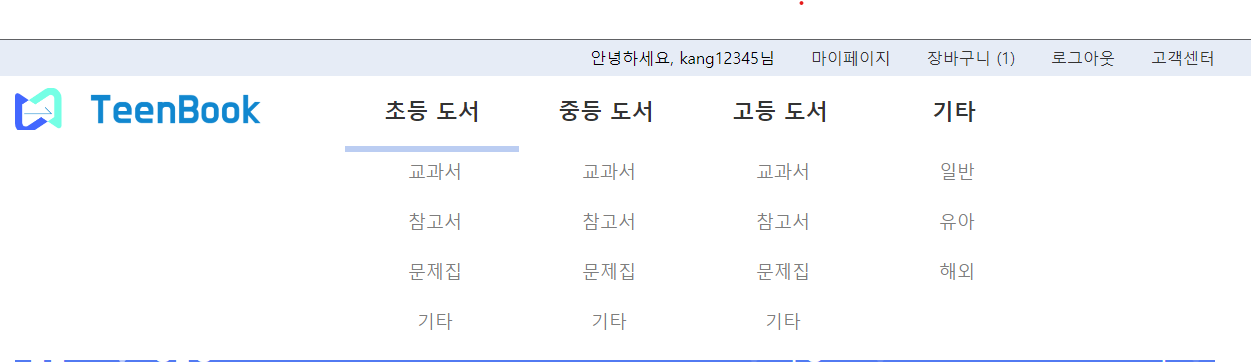 안녕하세요, kang12345님 마이페이지 장바구니 (1) 로그아웃 고객센터
TeenBook 초등 도서 중등 도서 고등 도서 기타
교과서 교과서 교과서 일반
참고서 참고서 참고서 유아
문제집 문제집 문제집 해외
기타 기타 기타